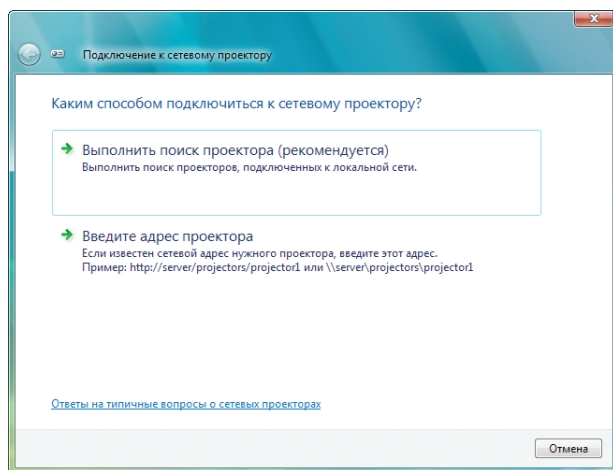 Подключение к сетевому проектору
Каким способом подключиться к сетевому проектору?
Выполнить поиск проектора (рекомендуется)
Выполнить поиск проекторов, подключенных к локальной сети.
Введите адрес проектора
Если известен сетевой адрес нужного проектора, введите этот адрес.
Пример: http://server/projectors/projector1 или \\server\projectors\projector1
Ответы на типичные вопросы о сетевых проекторах
Отмена